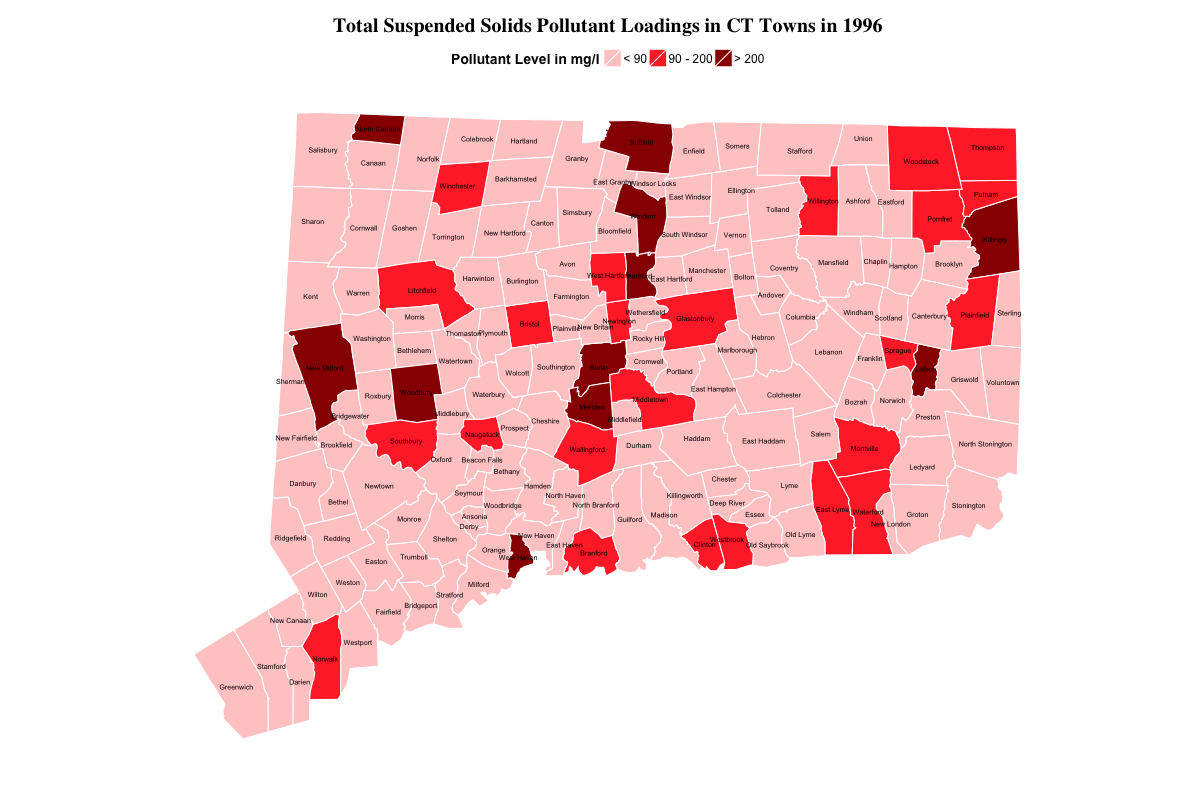 Total Suspended Solids Pollutant Loadings in CT Towns in 1996
Pollutant Level in mg/l < 90 90 - 200 > 200
North Canaan
Salisbury
Canaan
Norfolk
Colebrook
Hartland
Granby
Suffield
Enfield
Somers
Stafford
Union
Woodstock
Thompson
Winchester
Barkhamsted
East Granby
Windsor Locks
East Windsor
Ellington
Tolland
Willington
Ashford
Eastford
Pomfret
Putnam
Killingly
Sharon
Cornwall
Goshen
Torrington
New Hartford
Canton
Simsbury
Bloomfield
Windsor
South Windsor
Vernon
Kent
Warren
Litchfield
Harwinton
Burlington
Avon
Farmington
West Hartford
Hartford
East Hartford
Manchester
Bolton
Coventry
Andover
Mansfield
Chaplin
Hampton
Brooklyn
Morris
Thomaston
Plymouth
Bristol
Plainville
New Britain
Newington
Wethersfield
Rocky Hill
Glastonbury
Marlborough
Hebron
Columbia
Windham
Scotland
Canterbury
Plainfield
Sterling
New Milford
Sherman
Washington
Bethlehem
Watertown
Wolcott
Southington
Berlin
Cromwell
Portland
East Hampton
Lebanon
Franklin
Sprague
Lisbon
Griswold
Voluntown
Bridgewater
Roxbury
Woodbury
Middlebury
Waterbury
Prospect
Cheshire
Meriden
Middletown
Middlefield
Colchester
Bozrah
Norwich
Preston
New Fairfield
Brookfield
Southbury
Oxford
Naugatuck
Beacon Falls
Bethany
Wallingford
Durham
Haddam
East Haddam
Salem
Montville
Ledyard
North Stonington
Danbury
Bethel
Newtown
Monroe
Seymour
Woodbridge
Hamden
North Haven
North Branford
Guilford
Madison
Killingworth
Chester
Deep River
Essex
Lyme
East Lyme
Waterford
New London
Groton
Stonington
Ridgefield
Redding
Ansonia
Derby
Shelton
Orange
New Haven
West Haven
East Haven
Branford
Clinton
Westbrook
Old Saybrook
Old Lyme
Easton
Trumbull
Weston
Wilton
Milford
Stratford
Bridgeport
Fairfield
New Canaan
Westport
Norwalk
Stamford
Darien
Greenwich